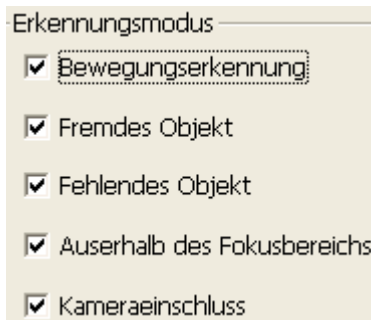 Erkennungsmodus
Bewegungserkennung
Fremdes Objekt
Fehlendes Objekt
Auserhalb des Fokusbereichs
Kameraeinschluss